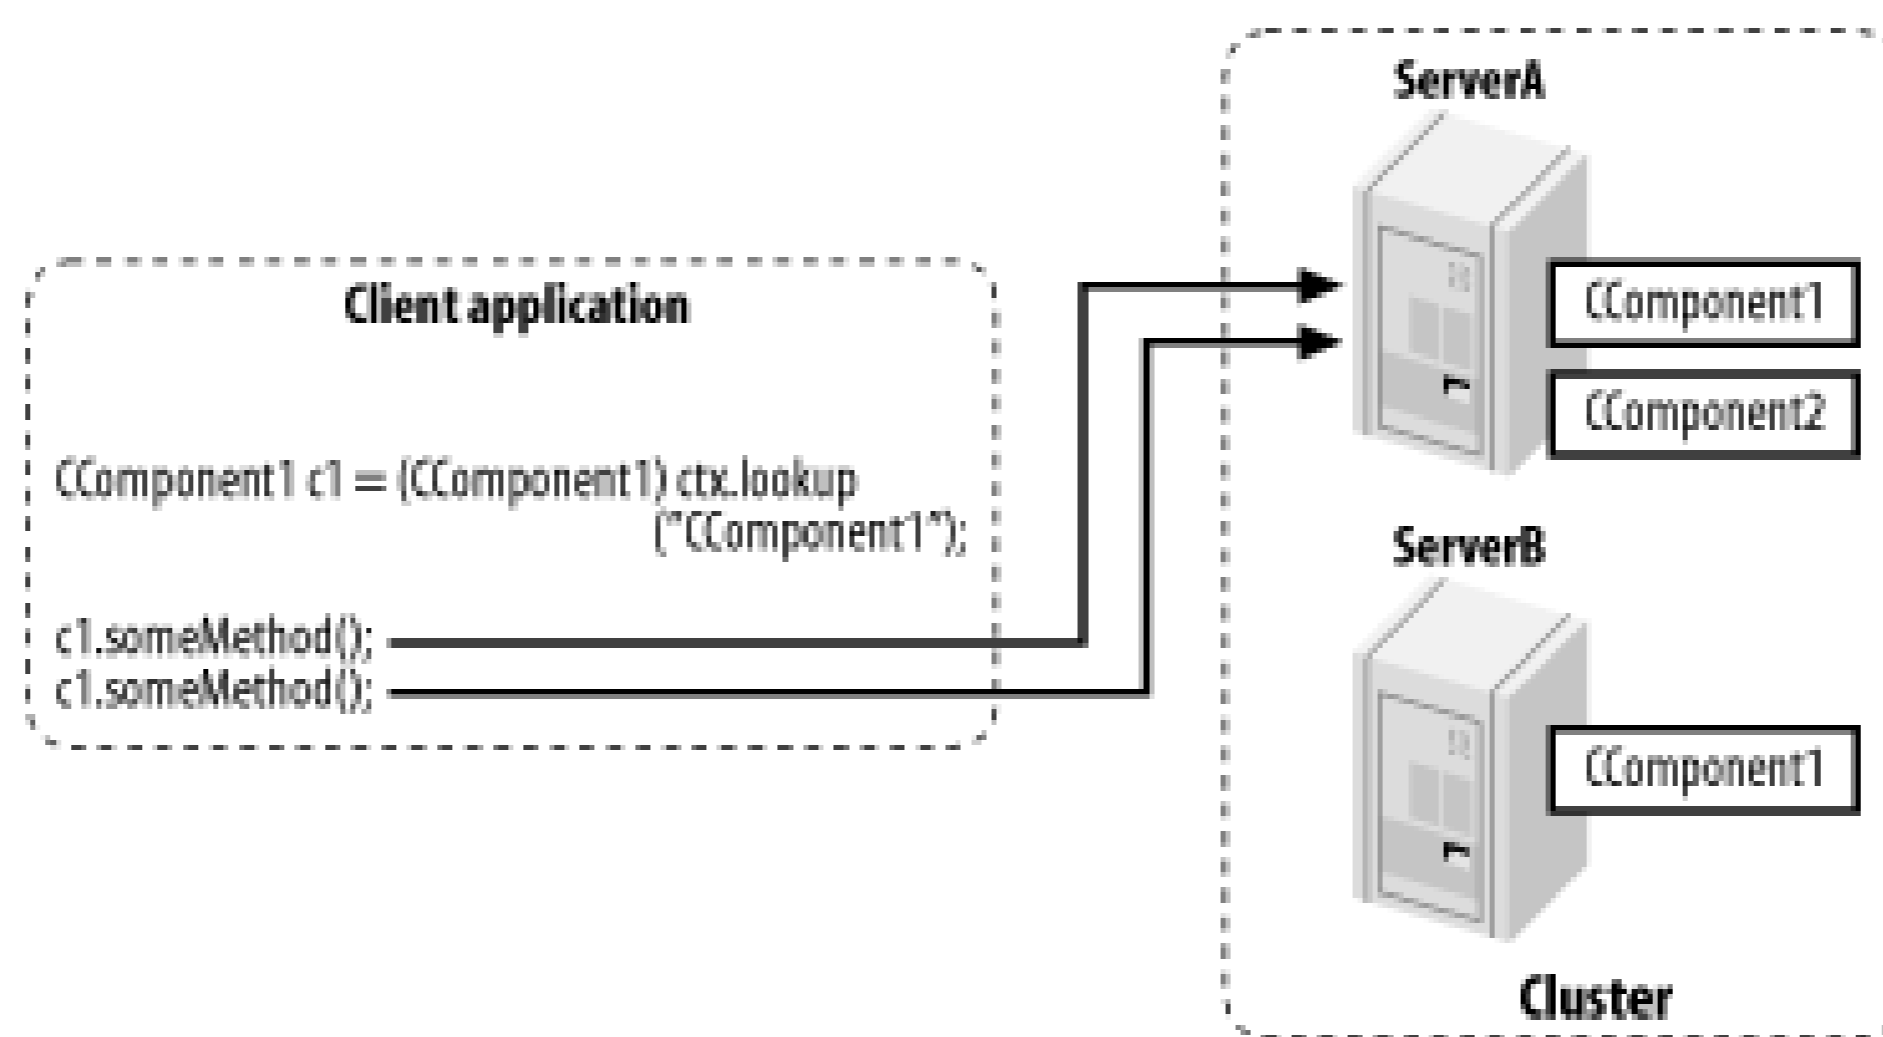 Client application
CComponent1 c1 = (CComponent1) ctx.lookup
("CComponent1");
c1.someMethod();
c1.someMethod();
ServerA
CComponent1
CComponent2
ServerB
CComponent1
Cluster